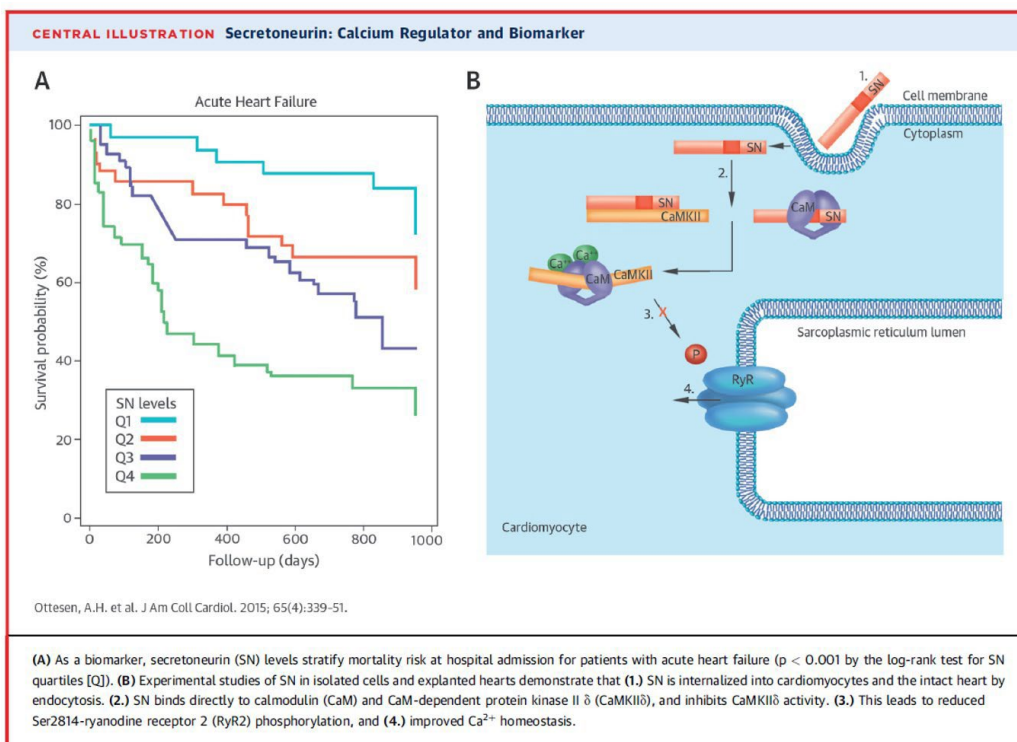 CENTRAL ILLUSTRATION Secretoneurin: Calcium Regulator and Biomarker
A
Acute Heart Failure
100
80
60
40
20
0
Survival probability (%)
SN levels
Q1
Q2
Q3
Q4
0 200 400 600 800 1000
Follow-up (days)
B
1.
SN
Cell membrane
Cytoplasm
SN
2.
SN
CaMKII
CaM
SN
Ca²⁺
Ca²⁺
CaM
CaMKII
3. X
P
Sarcoplasmic reticulum lumen
RyR
4.
Cardiomyocyte
Ottesen, A.H. et al. J Am Coll Cardiol. 2015; 65(4):339–51.
(A) As a biomarker, secretoneurin (SN) levels stratify mortality risk at hospital admission for patients with acute heart failure (p < 0.001 by the log-rank test for SN
quartiles [Q]). (B) Experimental studies of SN in isolated cells and explanted hearts demonstrate that (1.) SN is internalized into cardiomyocytes and the intact heart by
endocytosis. (2.) SN binds directly to calmodulin (CaM) and CaM-dependent protein kinase II δ (CaMKIIδ), and inhibits CaMKIIδ activity. (3.) This leads to reduced
Ser2814-ryanodine receptor 2 (RyR2) phosphorylation, and (4.) improved Ca²⁺ homeostasis.